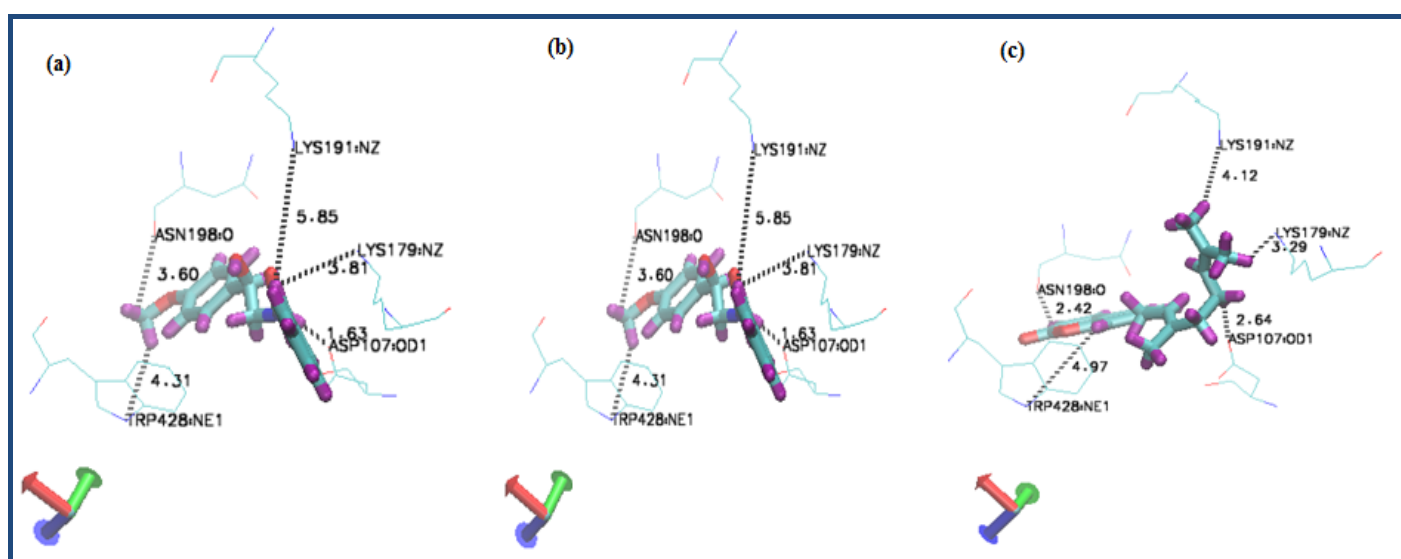 (a)
LYS191:NZ
5.85
ASN198:O
LYS179:NZ
3.81
3.60
1.63
ASP107:OD1
4.31
TRP428:NE1
(b)
LYS191:NZ
5.85
ASN198:O
LYS179:NZ
3.81
3.60
1.63
ASP107:OD1
4.31
TRP428:NE1
(c)
LYS191:NZ
4.12
LYS179:NZ
3.29
ASN198:O
2.42
2.64
ASP107:OD1
4.97
TRP428:NE1